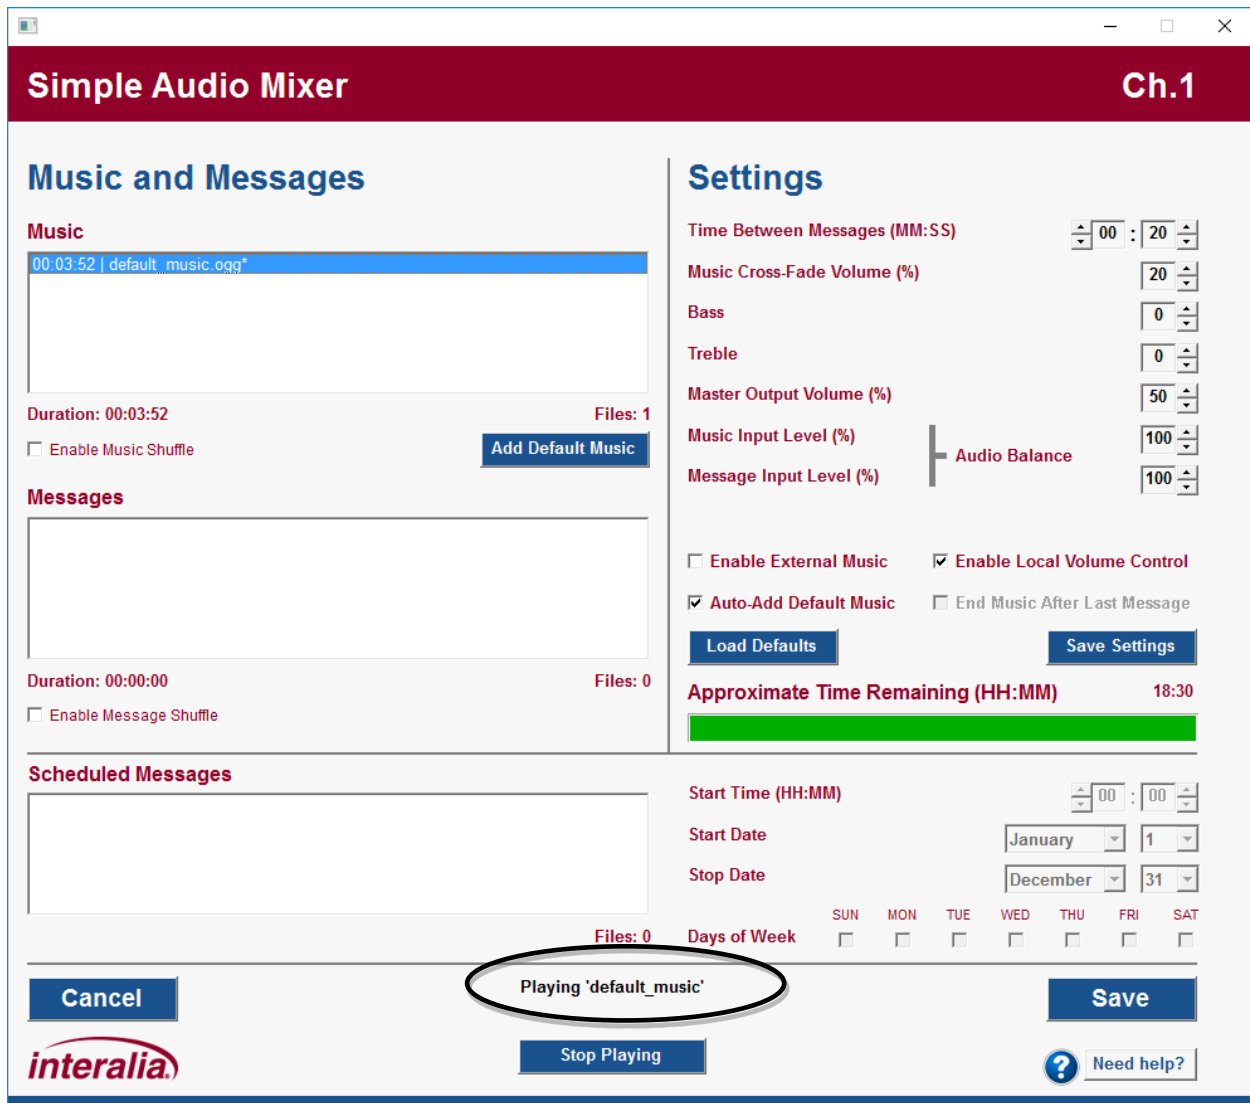 Simple Audio Mixer Ch.1
Music and Messages
Music
00:03:52 | default_music.ogg*
Duration: 00:03:52 Files: 1
Enable Music Shuffle Add Default Music
Messages
Duration: 00:00:00 Files: 0
Enable Message Shuffle
Settings
Time Between Messages (MM:SS) 00 : 20
Music Cross-Fade Volume (%) 20
Bass 0
Treble 0
Master Output Volume (%) 50
Music Input Level (%) 100
Audio Balance
Message Input Level (%) 100
Enable External Music Enable Local Volume Control
Auto-Add Default Music End Music After Last Message
Load Defaults Save Settings
Approximate Time Remaining (HH:MM) 18:30
Scheduled Messages
Files: 0
Start Time (HH:MM) 00 : 00
Start Date January 1
Stop Date December 31
SUN MON TUE WED THU FRI SAT
Days of Week
Cancel Playing 'default_music' Save
interalia Stop Playing ? Need help?